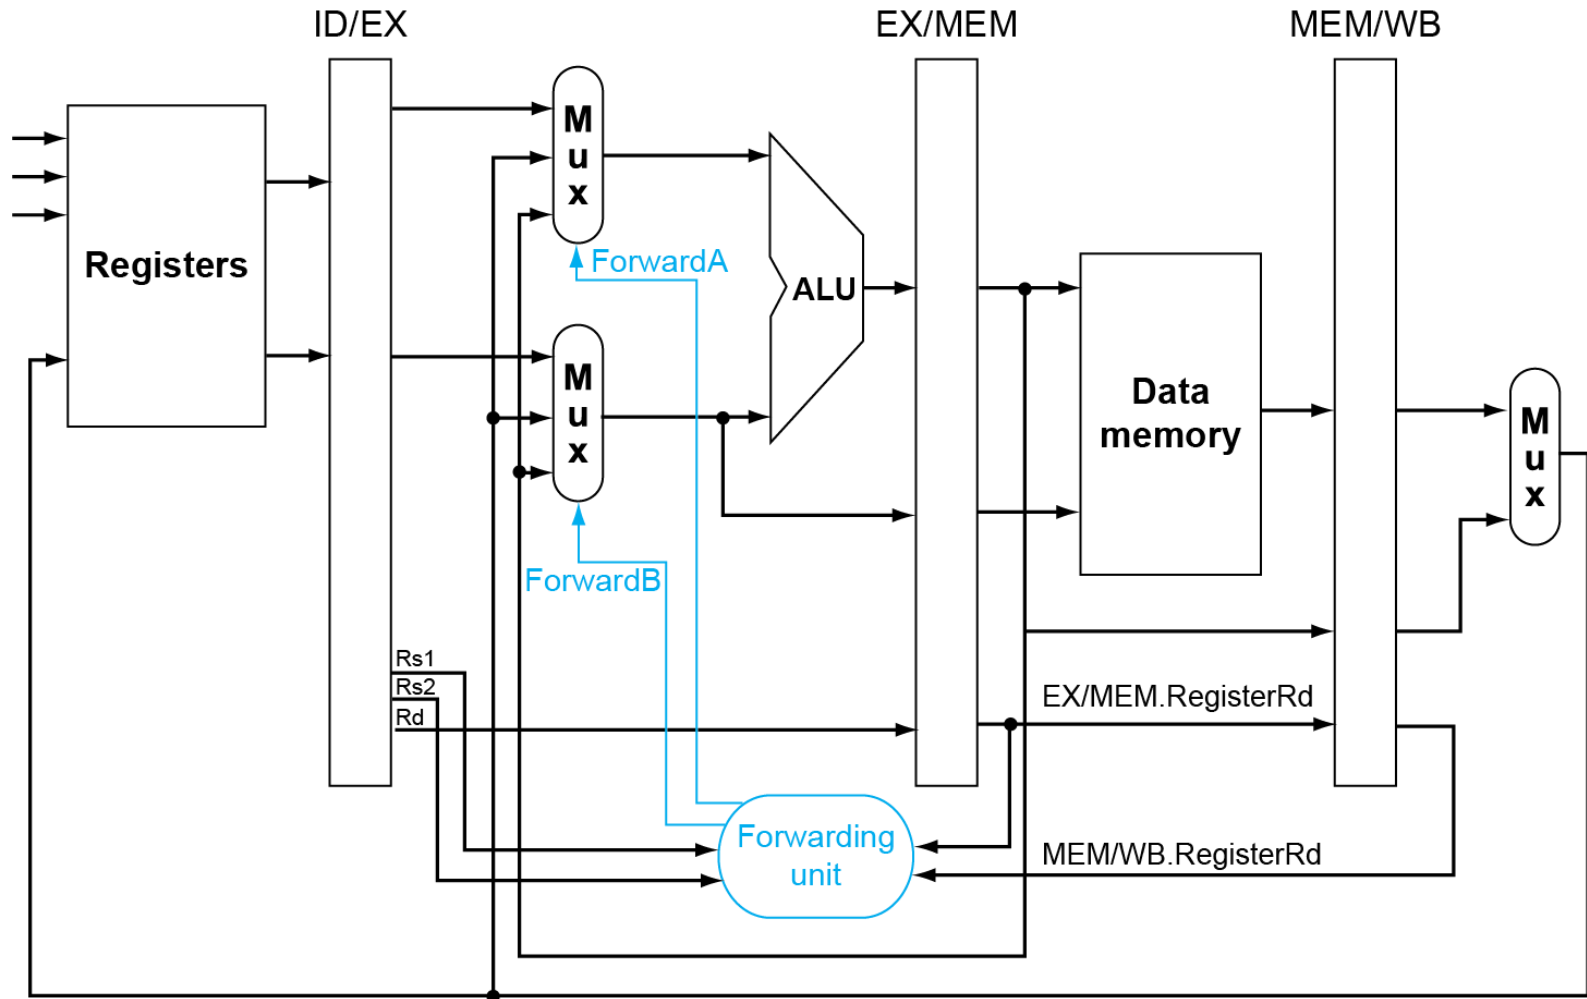 ID/EX
EX/MEM
MEM/WB
M
u
x
Registers
ForwardA
ALU
M
u
x
Data
memory
M
u
x
ForwardB
Rs1
Rs2
Rd
EX/MEM.RegisterRd
Forwarding
unit
MEM/WB.RegisterRd